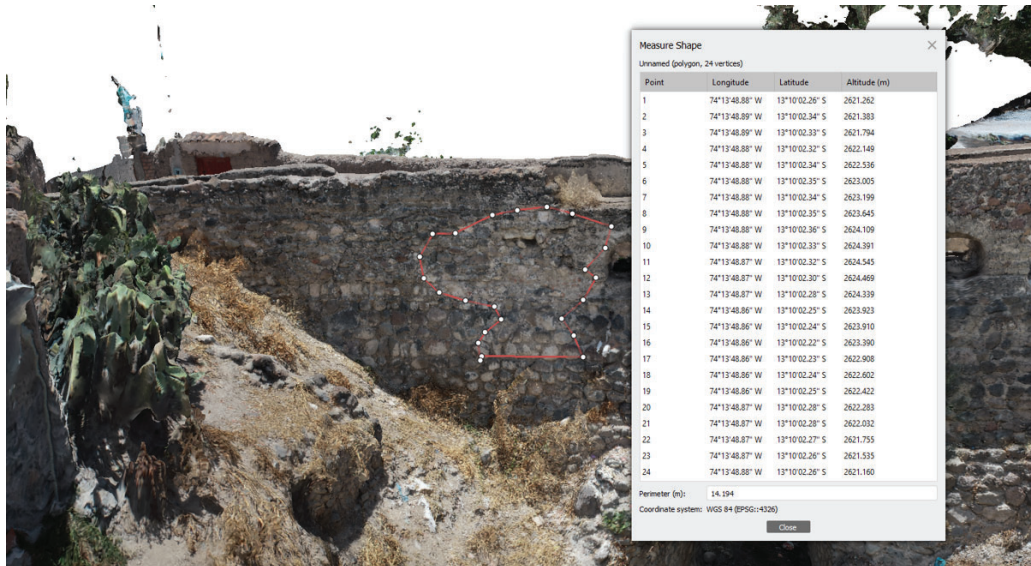 Measure Shape
Unnamed (polygon, 24 vertices)
Point Longitude Latitude Altitude (m)
1 74°13'48.88" W 13°10'02.26" S 2621.262
2 74°13'48.89" W 13°10'02.34" S 2621.383
3 74°13'48.89" W 13°10'02.33" S 2621.794
4 74°13'48.88" W 13°10'02.32" S 2622.149
5 74°13'48.88" W 13°10'02.34" S 2622.536
6 74°13'48.88" W 13°10'02.35" S 2623.005
7 74°13'48.88" W 13°10'02.34" S 2623.199
8 74°13'48.88" W 13°10'02.35" S 2623.645
9 74°13'48.88" W 13°10'02.36" S 2624.109
10 74°13'48.88" W 13°10'02.33" S 2624.391
11 74°13'48.87" W 13°10'02.32" S 2624.545
12 74°13'48.87" W 13°10'02.30" S 2624.469
13 74°13'48.87" W 13°10'02.28" S 2624.339
14 74°13'48.86" W 13°10'02.25" S 2623.923
15 74°13'48.86" W 13°10'02.24" S 2623.910
16 74°13'48.86" W 13°10'02.22" S 2623.390
17 74°13'48.86" W 13°10'02.23" S 2622.908
18 74°13'48.86" W 13°10'02.24" S 2622.602
19 74°13'48.86" W 13°10'02.25" S 2622.422
20 74°13'48.87" W 13°10'02.28" S 2622.283
21 74°13'48.87" W 13°10'02.28" S 2622.032
22 74°13'48.87" W 13°10'02.27" S 2621.755
23 74°13'48.87" W 13°10'02.26" S 2621.535
24 74°13'48.88" W 13°10'02.26" S 2621.160
Perimeter (m): 14.194
Coordinate system: WGS 84 (EPSG::4326)
Close